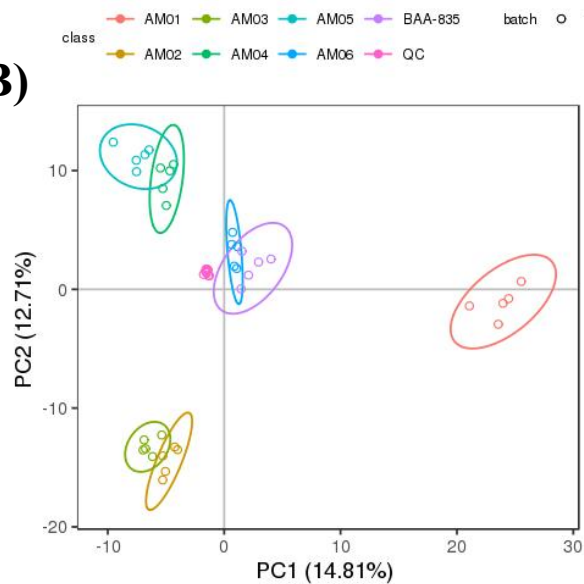 AM01 AM03 AM05 BAA-835 batch
class
AM02 AM04 AM06 QC
B)
10
0
-10
-20
PC2 (12.71%)
-10 0 10 20 30
PC1 (14.81%)